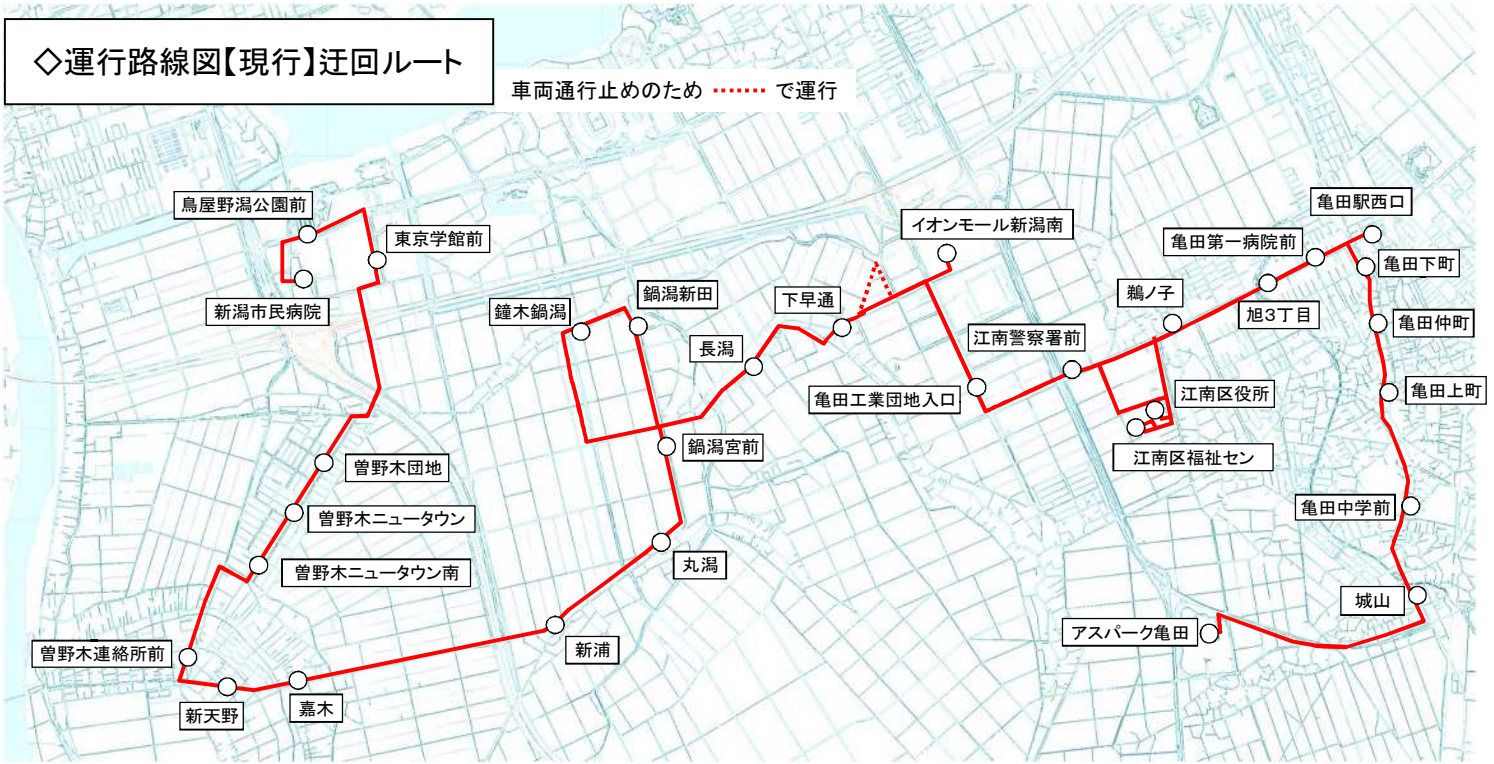 ◇運行路線図【現行】迂回ルート
車両通行止めのため ‥‥‥ で運行
鳥屋野潟公園前
東京学館前
新潟市民病院
鐘木鍋潟
鍋潟新田
長潟
下早通
イオンモール新潟南
亀田駅西口
亀田第一病院前
亀田下町
鵜ノ子
旭3丁目
亀田仲町
江南警察署前
亀田工業団地入口
江南区役所
亀田上町
江南区福祉セン
鍋潟宮前
曽野木団地
曽野木ニュータウン
曽野木ニュータウン南
亀田中学前
丸潟
城山
アスパーク亀田
新浦
曽野木連絡所前
新天野
嘉木